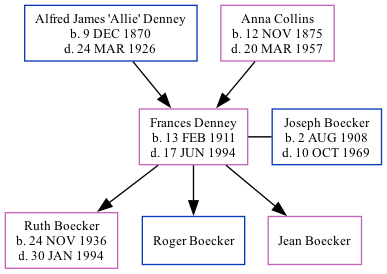 Alfred James 'Allie' Denney
b. 9 DEC 1870
d. 24 MAR 1926
Anna Collins
b. 12 NOV 1875
d. 20 MAR 1957
Frances Denney
b. 13 FEB 1911
d. 17 JUN 1994
Joseph Boecker
b. 2 AUG 1908
d. 10 OCT 1969
Ruth Boecker
b. 24 NOV 1936
d. 30 JAN 1994
Roger Boecker
Jean Boecker